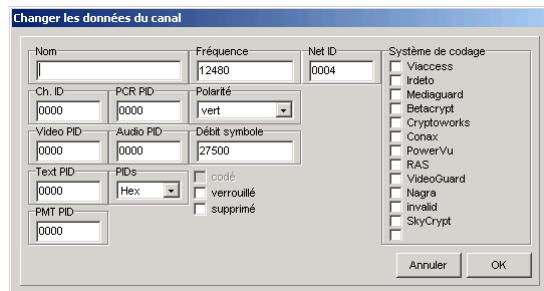 Changer les données du canal
Nom
Fréquence
12480
Net ID
0004
Ch. ID
0000
PCR PID
0000
Polarité
vert
Video PID
0000
Audio PID
0000
Débit symbole
27500
Text PID
0000
PIDs
Hex
codé
verrouillé
supprimé
PMT PID
0000
Système de codage
Viaccess
Irdeto
Mediaguard
Betacrypt
Cryptoworks
Conax
PowerVu
RAS
VideoGuard
Nagra
invalid
SkyCrypt
Annuler
OK